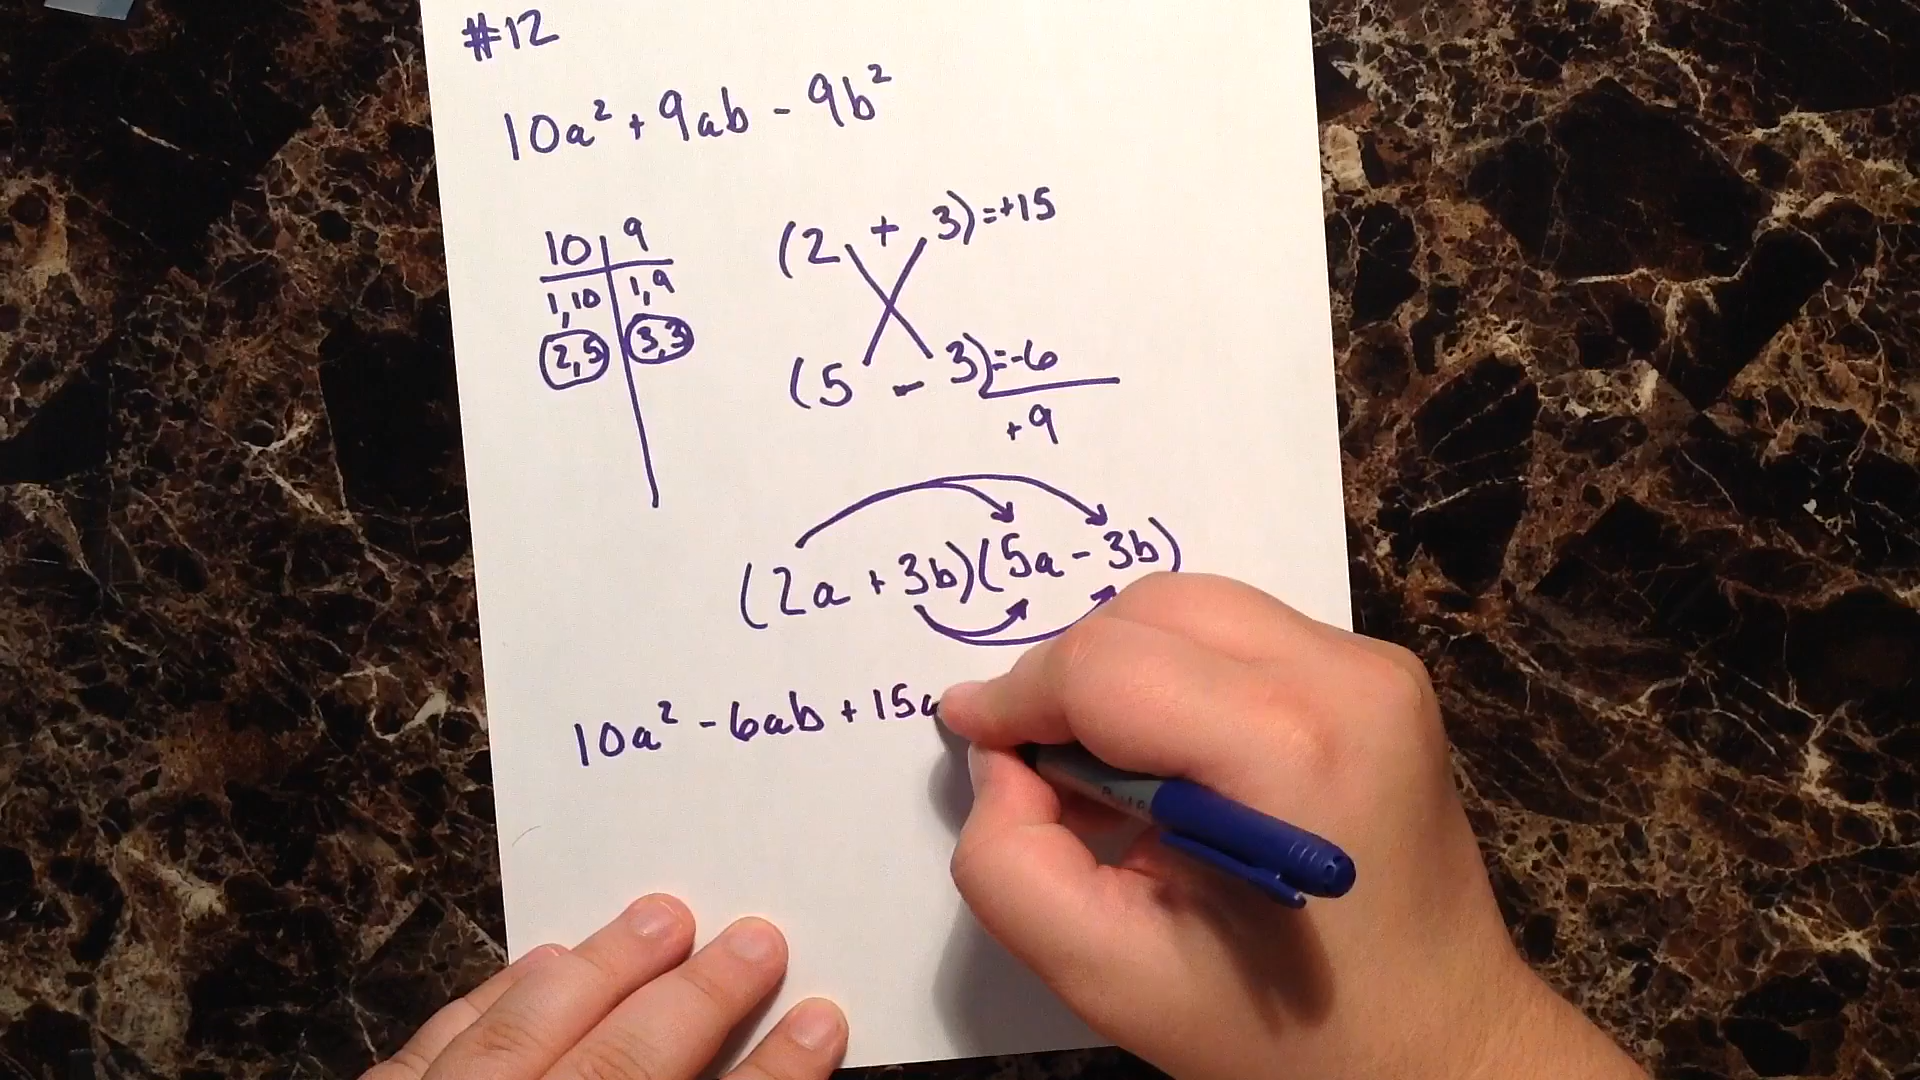 #12
10a² + 9ab - 9b²
10 | 9
1,10 | 1,9
2,5 | 3,3
(2 + 3) = +15
(5 - 3) = -6
+9
(2a + 3b)(5a - 3b)
10a² - 6ab + 15a